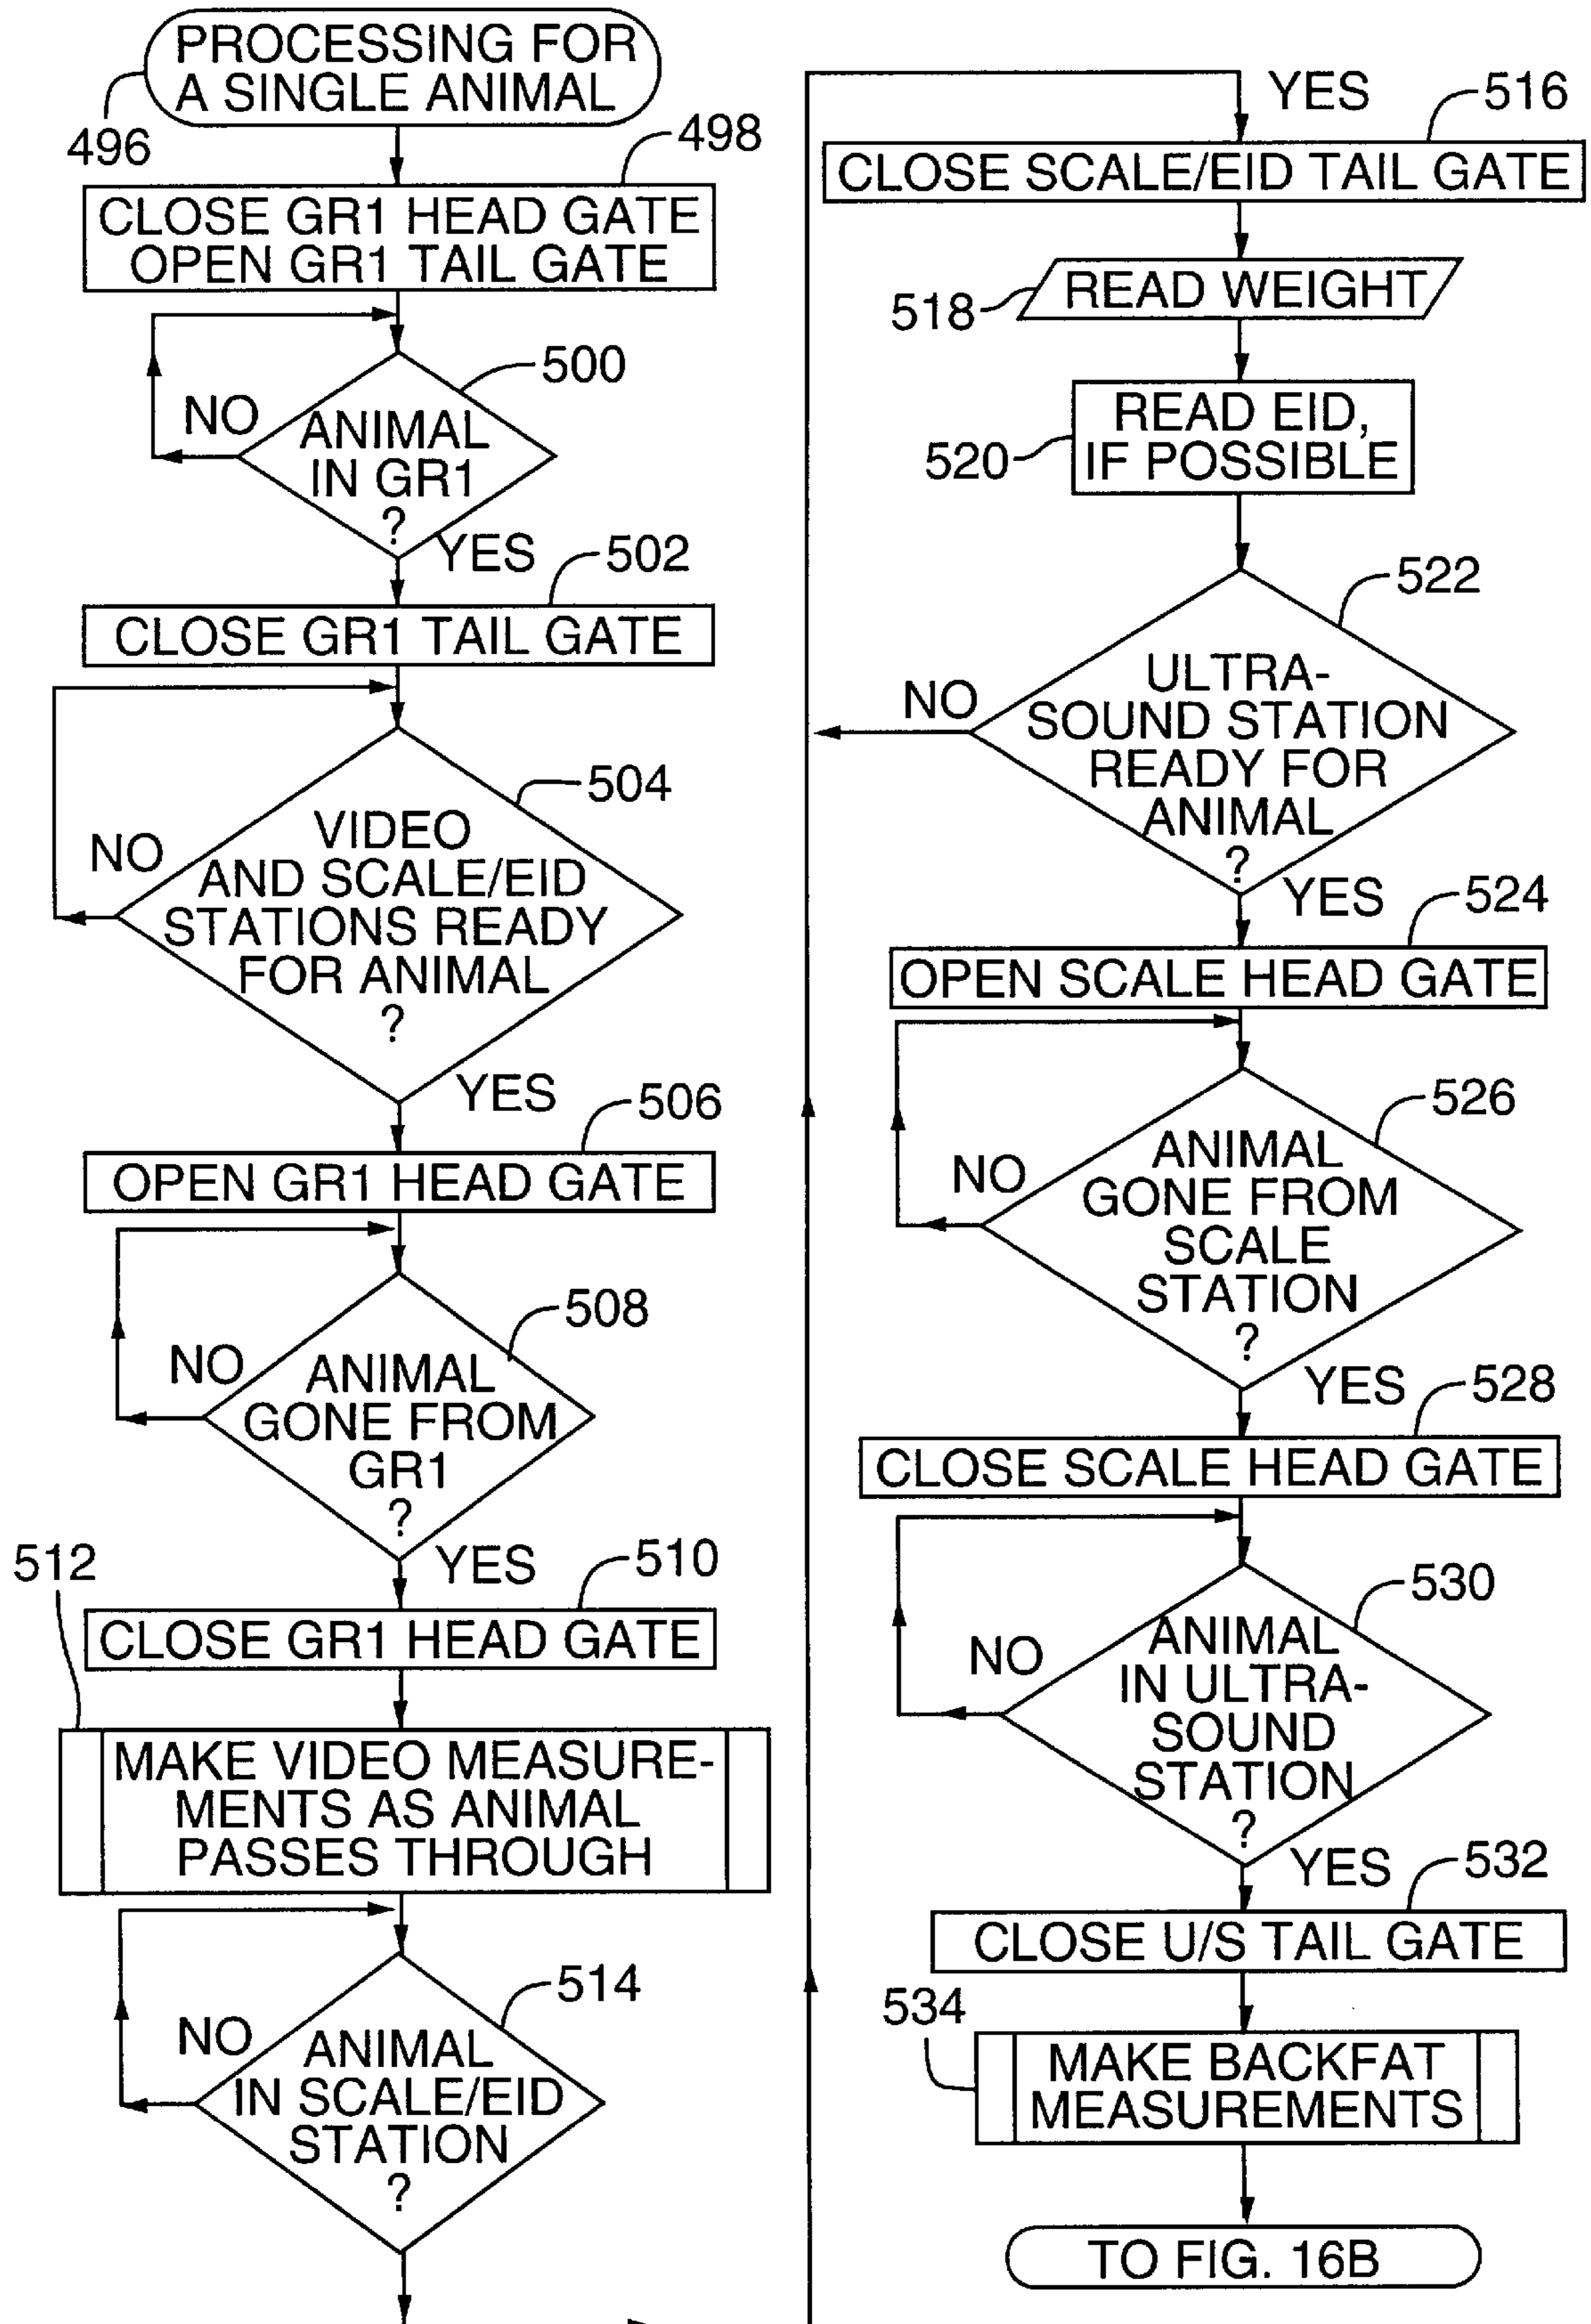 PROCESSING FOR
A SINGLE ANIMAL
496
498
CLOSE GR1 HEAD GATE
OPEN GR1 TAIL GATE
500
NO
ANIMAL
IN GR1
?
YES
502
CLOSE GR1 TAIL GATE
504
NO
VIDEO
AND SCALE/EID
STATIONS READY
FOR ANIMAL
?
YES
506
OPEN GR1 HEAD GATE
508
NO
ANIMAL
GONE FROM
GR1
?
YES
510
512
CLOSE GR1 HEAD GATE
MAKE VIDEO MEASURE-
MENTS AS ANIMAL
PASSES THROUGH
514
NO
ANIMAL
IN SCALE/EID
STATION
?
YES
516
CLOSE SCALE/EID TAIL GATE
518
READ WEIGHT
520
READ EID,
IF POSSIBLE
522
NO
ULTRA-
SOUND STATION
READY FOR
ANIMAL
?
YES
524
OPEN SCALE HEAD GATE
526
NO
ANIMAL
GONE FROM
SCALE
STATION
?
YES
528
CLOSE SCALE HEAD GATE
530
NO
ANIMAL
IN ULTRA-
SOUND
STATION
?
YES
532
CLOSE U/S TAIL GATE
534
MAKE BACKFAT
MEASUREMENTS
TO FIG. 16B